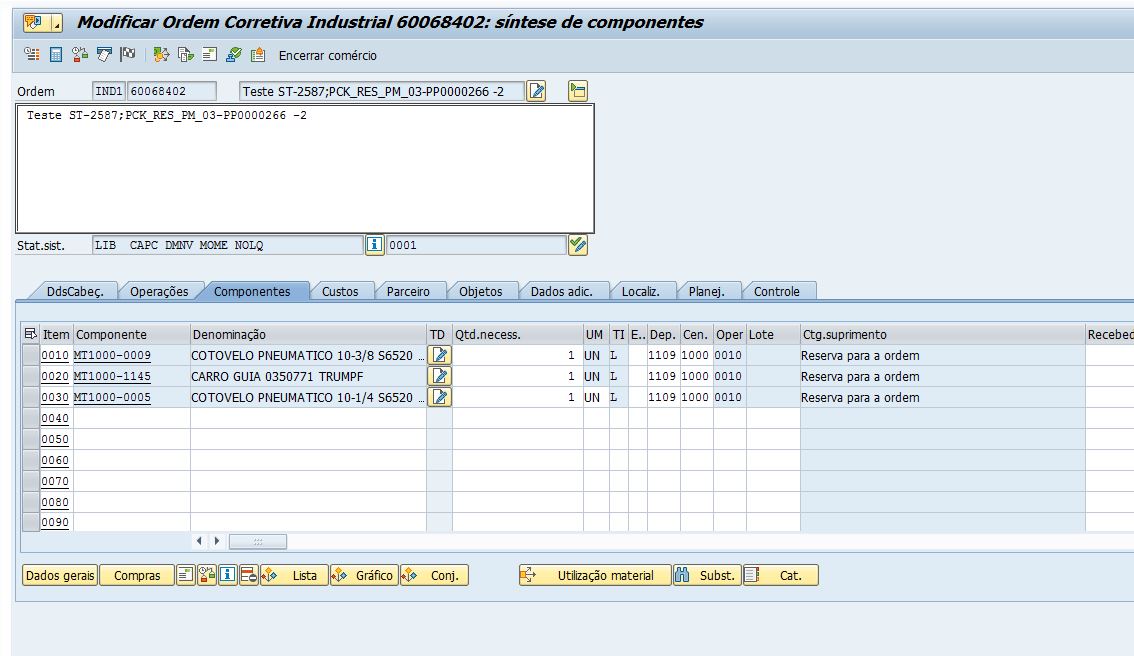 Modificar Ordem Corretiva Industrial 60068402: síntese de componentes
Encerrar comércio
Ordem IND1 60068402 Teste ST-2587;PCK_RES_PM_03-PP0000266 -2
Teste ST-2587;PCK_RES_PM_03-PP0000266 -2
Stat.sist. LIB CAPC DMNV MOME NOLQ 0001
DdsCabeç. Operações Componentes Custos Parceiro Objetos Dados adic. Localiz. Planej. Controle
Item Componente Denominação TD Qtd.necess. UM TI E.. Dep. Cen. Oper Lote Ctg.suprimento Recebed
0010 MT1000-0009 COTOVELO PNEUMATICO 10-3/8 S6520 ... 1 UN L 1109 1000 0010 Reserva para a ordem
0020 MT1000-1145 CARRO GUIA 0350771 TRUMPF 1 UN L 1109 1000 0010 Reserva para a ordem
0030 MT1000-0005 COTOVELO PNEUMATICO 10-1/4 S6520 ... 1 UN L 1109 1000 0010 Reserva para a ordem
0040
0050
0060
0070
0080
0090
Dados gerais Compras Lista Gráfico Conj. Utilização material Subst. Cat.